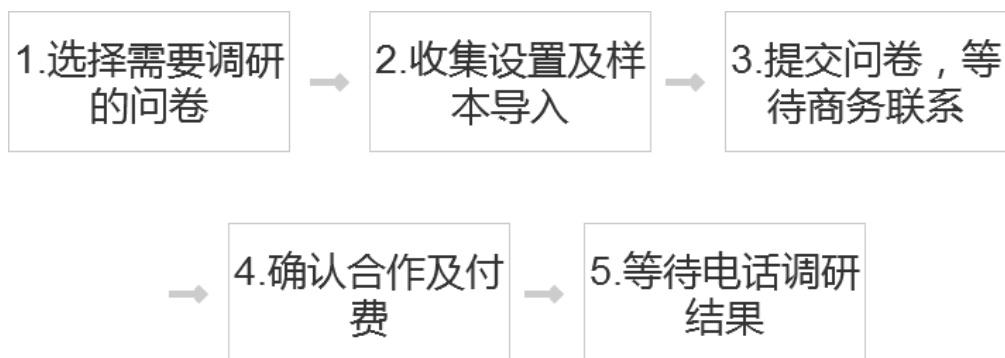 1.选择需要调研
的问卷
2.收集设置及样
本导入
3.提交问卷，等
待商务联系
4.确认合作及付
费
5.等待电话调研
结果